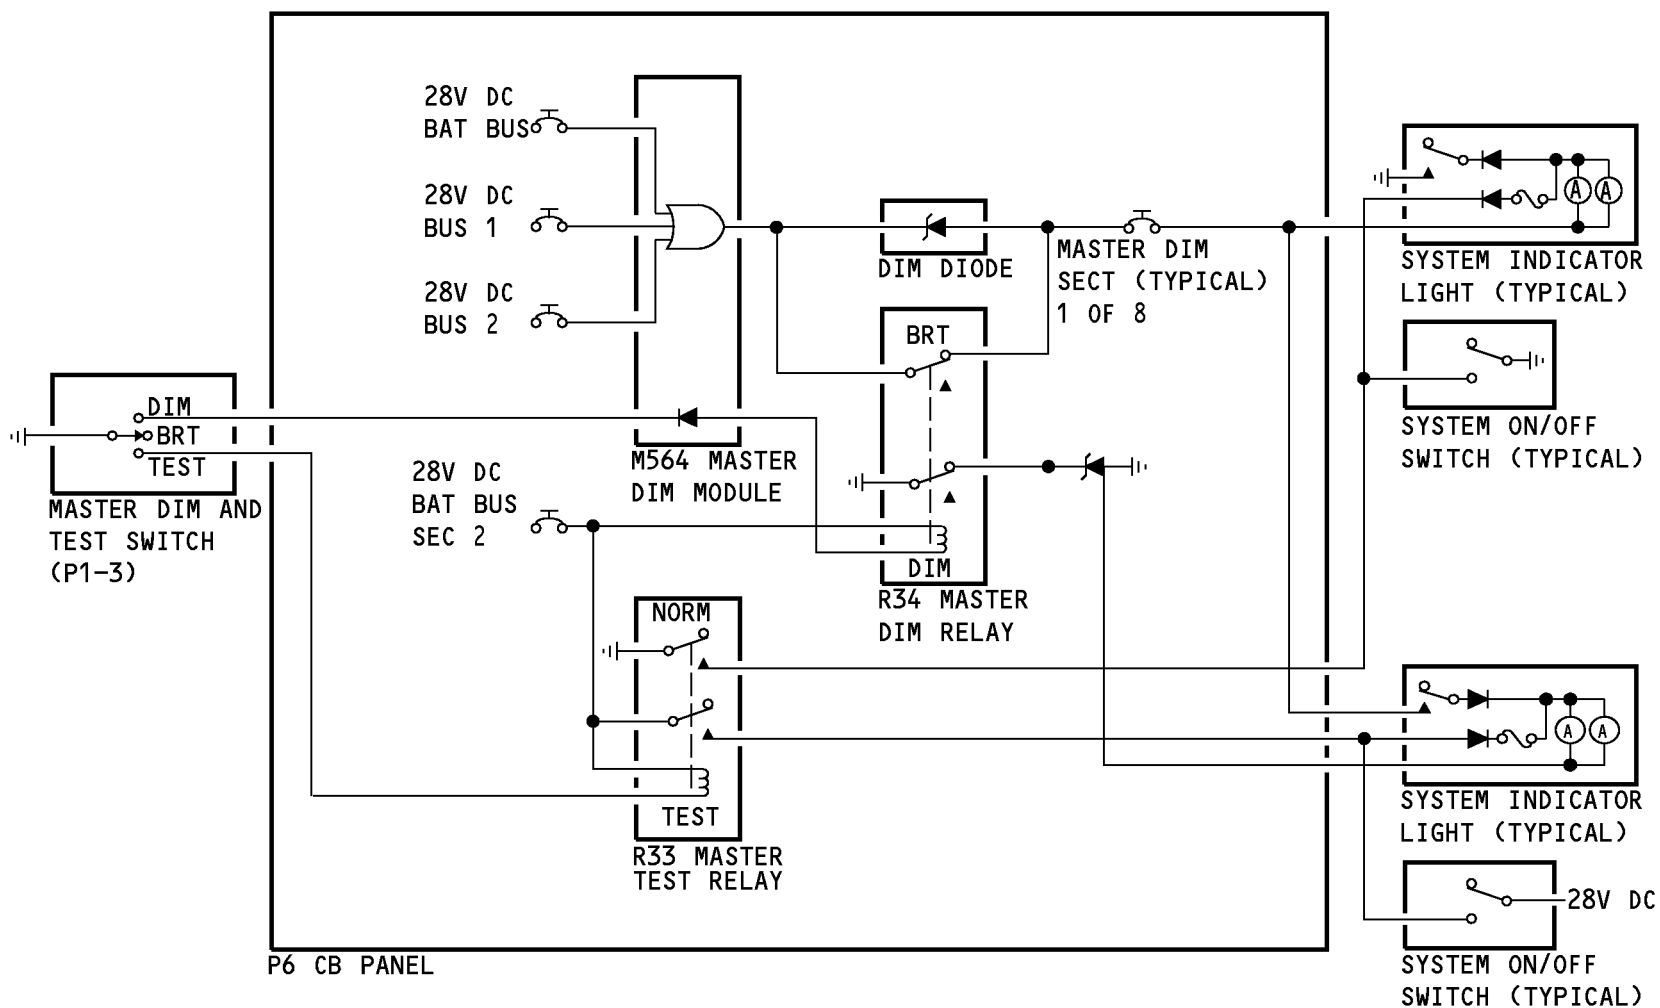 28V DC
BAT BUS
28V DC
BUS 1
28V DC
BUS 2
DIM DIODE
MASTER DIM
SECT (TYPICAL)
1 OF 8
A A
SYSTEM INDICATOR
LIGHT (TYPICAL)
BRT
SYSTEM ON/OFF
SWITCH (TYPICAL)
DIM
BRT
TEST
MASTER DIM AND
TEST SWITCH
(P1-3)
M564 MASTER
DIM MODULE
28V DC
BAT BUS
SEC 2
DIM
R34 MASTER
DIM RELAY
NORM
TEST
R33 MASTER
TEST RELAY
A A
SYSTEM INDICATOR
LIGHT (TYPICAL)
28V DC
SYSTEM ON/OFF
SWITCH (TYPICAL)
P6 CB PANEL